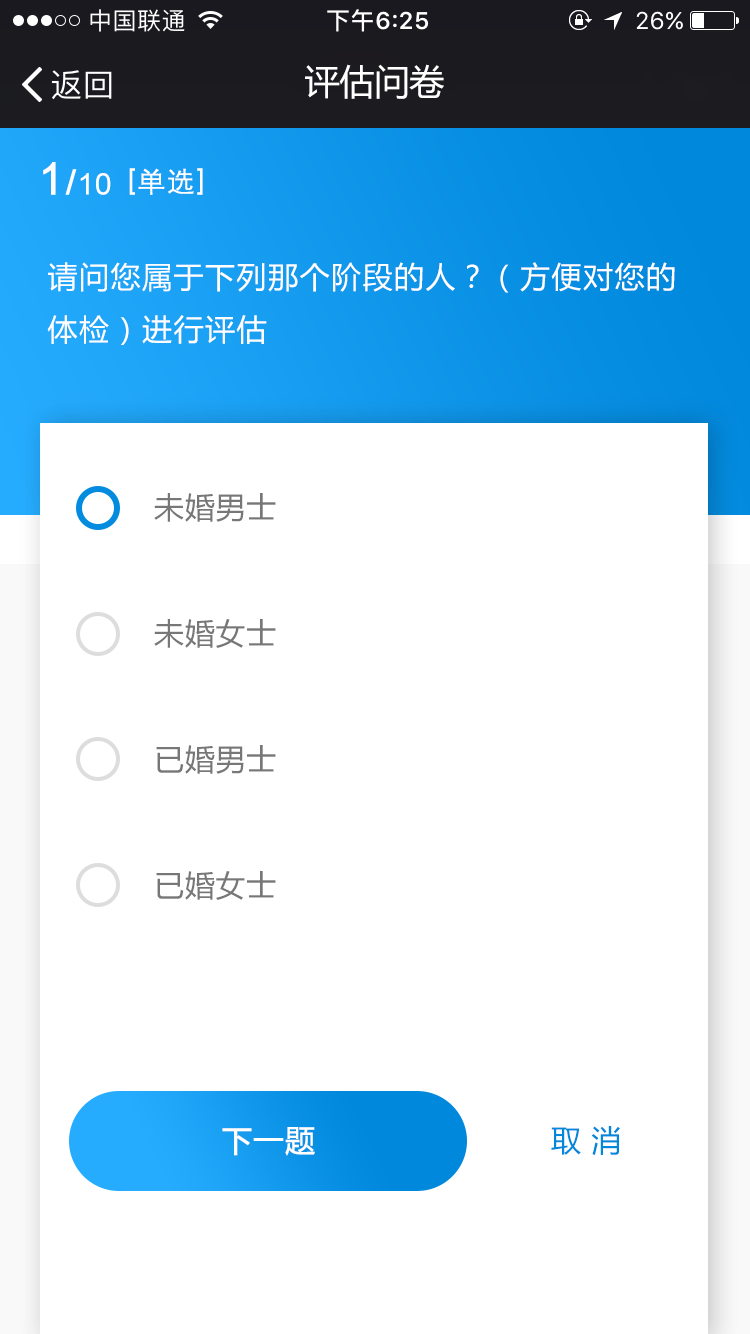 中国联通 下午6:25 26%
返回 评估问卷
1/10 [单选]
请问您属于下列那个阶段的人？（方便对您的
体检）进行评估
未婚男士
未婚女士
已婚男士
已婚女士
下一题 取消